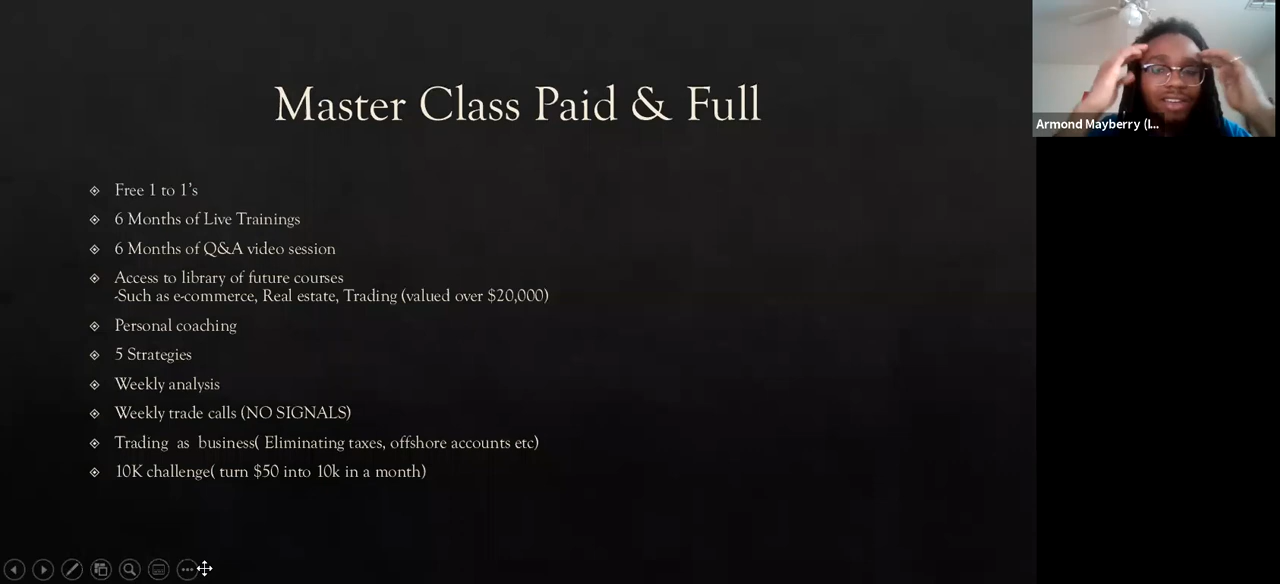 Master Class Paid & Full
Free 1 to 1's
6 Months of Live Trainings
6 Months of Q&A video session
Access to library of future courses
-Such as e-commerce, Real estate, Trading (valued over $20,000)
Personal coaching
5 Strategies
Weekly analysis
Weekly trade calls (NO SIGNALS)
Trading as business( Eliminating taxes, offshore accounts etc)
10K challenge( turn $50 into 10k in a month)
Armond Mayberry (I...